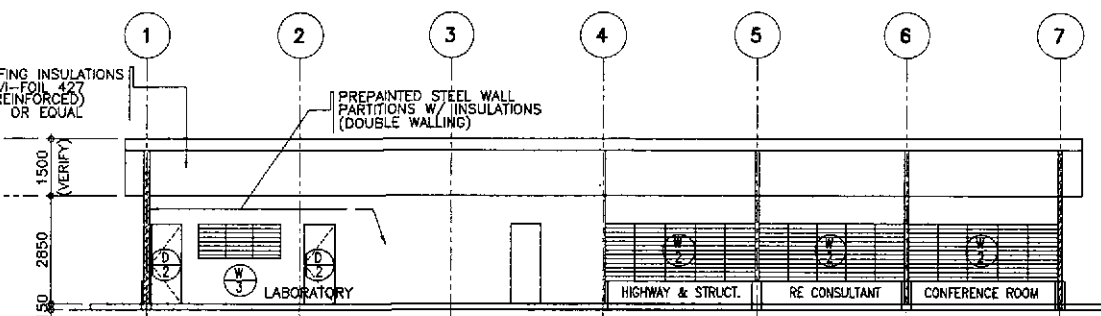 1 2 3 4 5 6 7
FING INSULATIONS
VI-FOIL 427
REINFORCED)
OR EQUAL
PREPAINTED STEEL WALL
PARTITIONS W/ INSULATIONS
(DOUBLE WALLING)
1500
(VERIFY)
2850
50
D
2
W
3
D
2
LABORATORY
W
2
W
2
W
2
HIGHWAY & STRUCT.
RE CONSULTANT
CONFERENCE ROOM